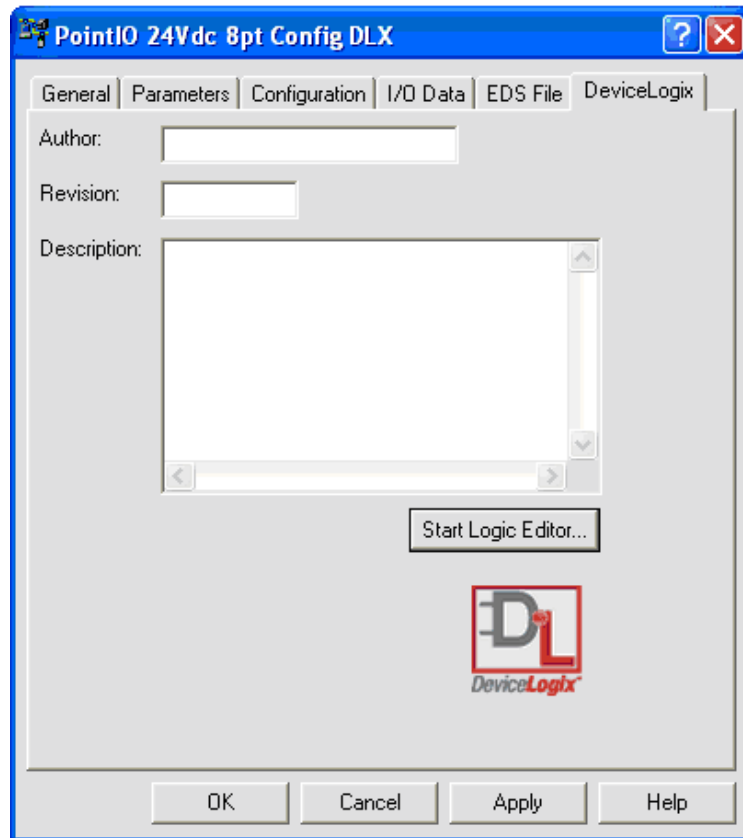 PointIO 24Vdc 8pt Config DLX
General Parameters Configuration I/O Data EDS File DeviceLogix
Author:
Revision:
Description:
Start Logic Editor...
DL
DeviceLogix
OK Cancel Apply Help